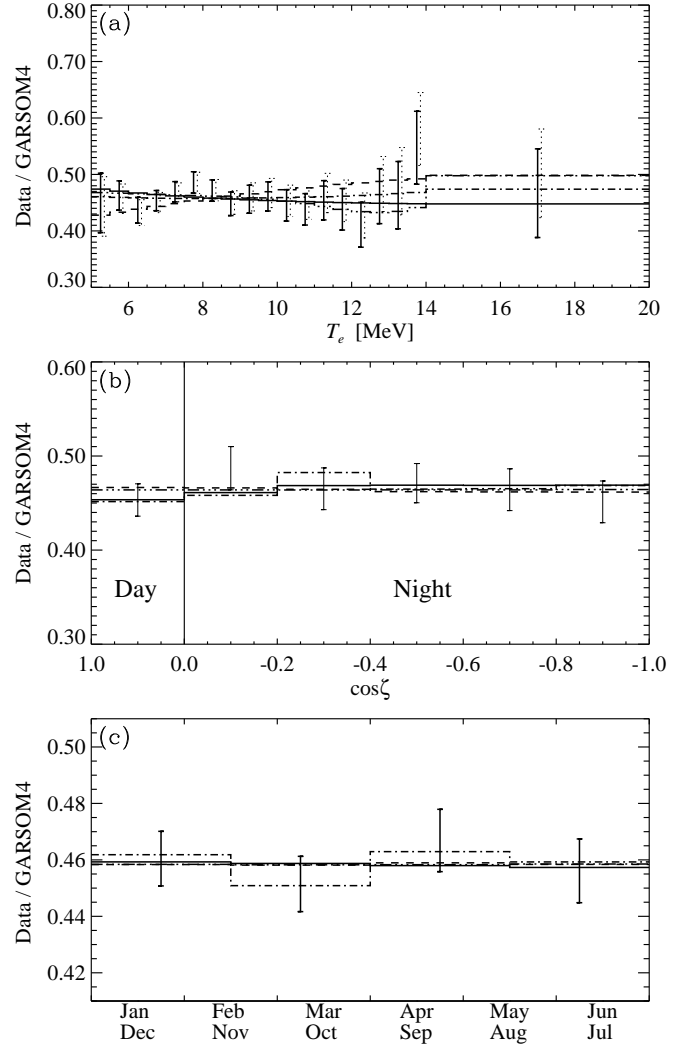 (a)
0.80
0.70
0.60
0.50
0.40
0.30
Data / GARSOM4
6 8 10 12 14 16 18 20
T_e [MeV]
(b)
0.60
0.50
0.40
0.30
Data / GARSOM4
Day
Night
1.0 0.0 -0.2 -0.4 -0.6 -0.8 -1.0
cosζ
(c)
0.50
0.48
0.46
0.44
0.42
Data / GARSOM4
Jan Feb Mar Apr May Jun
Dec Nov Oct Sep Aug Jul